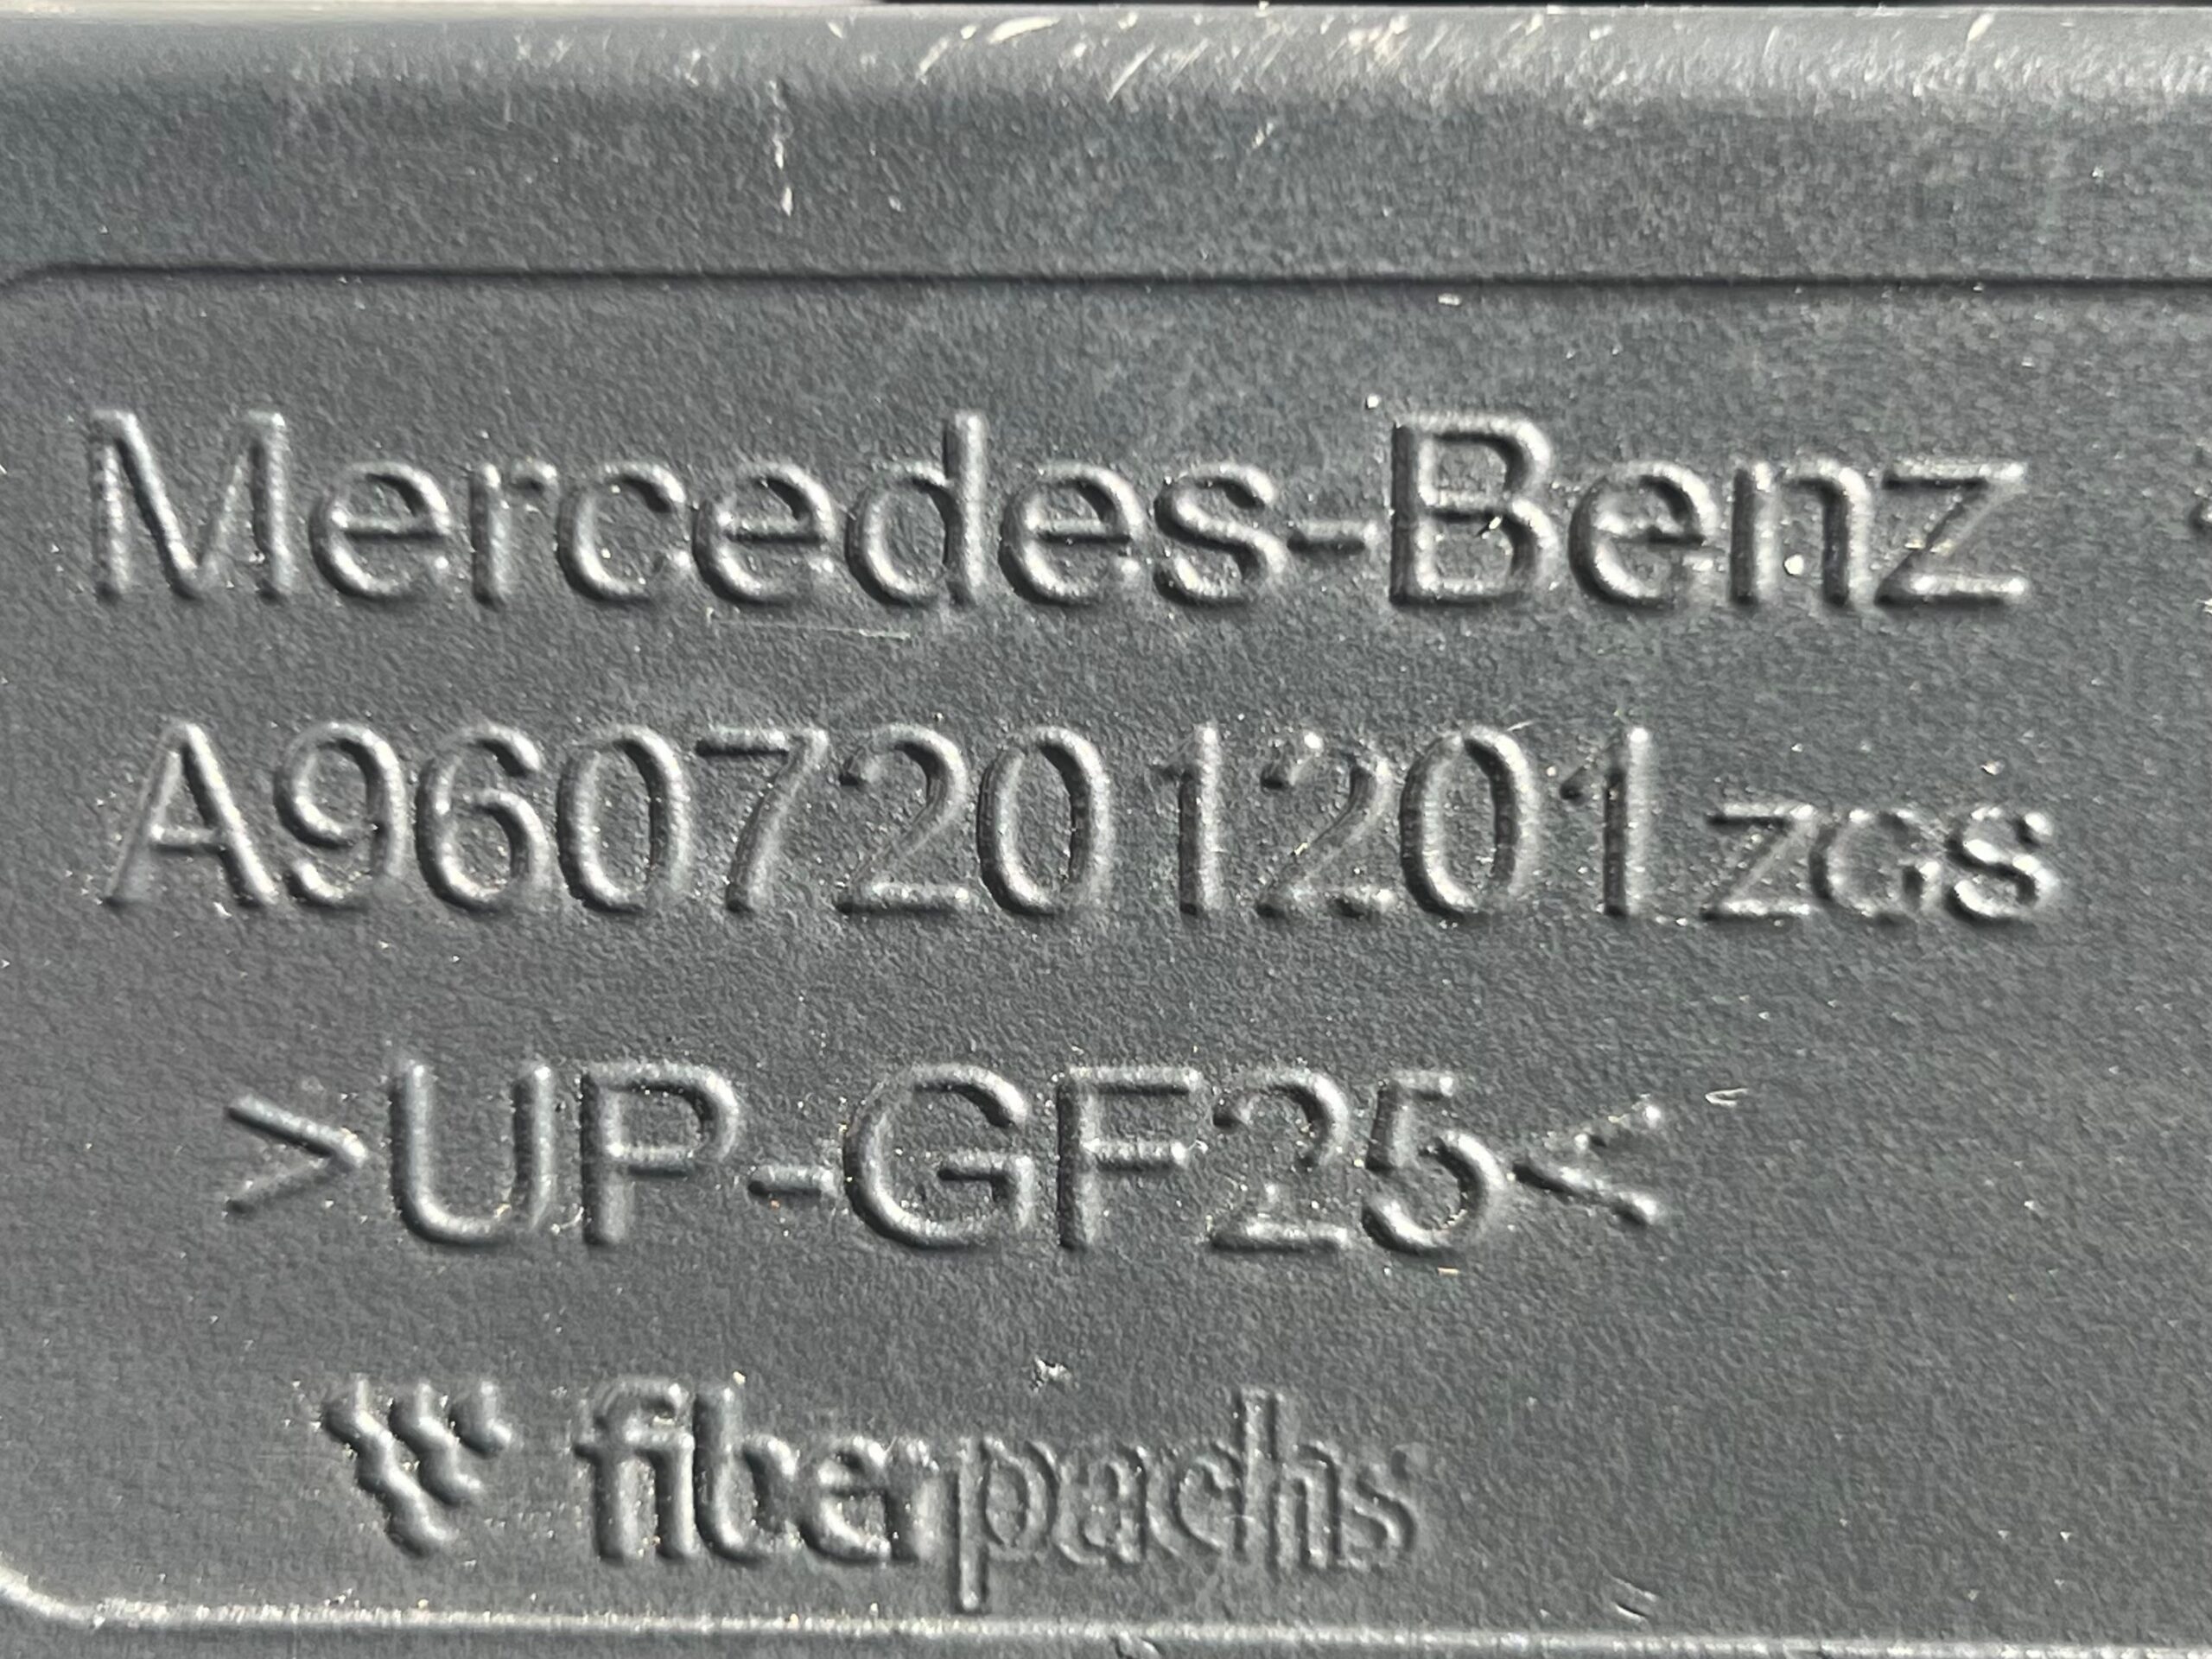 Mercedes-Benz
A9607201201 ZGS
>UP-GF25<
fiberpachs